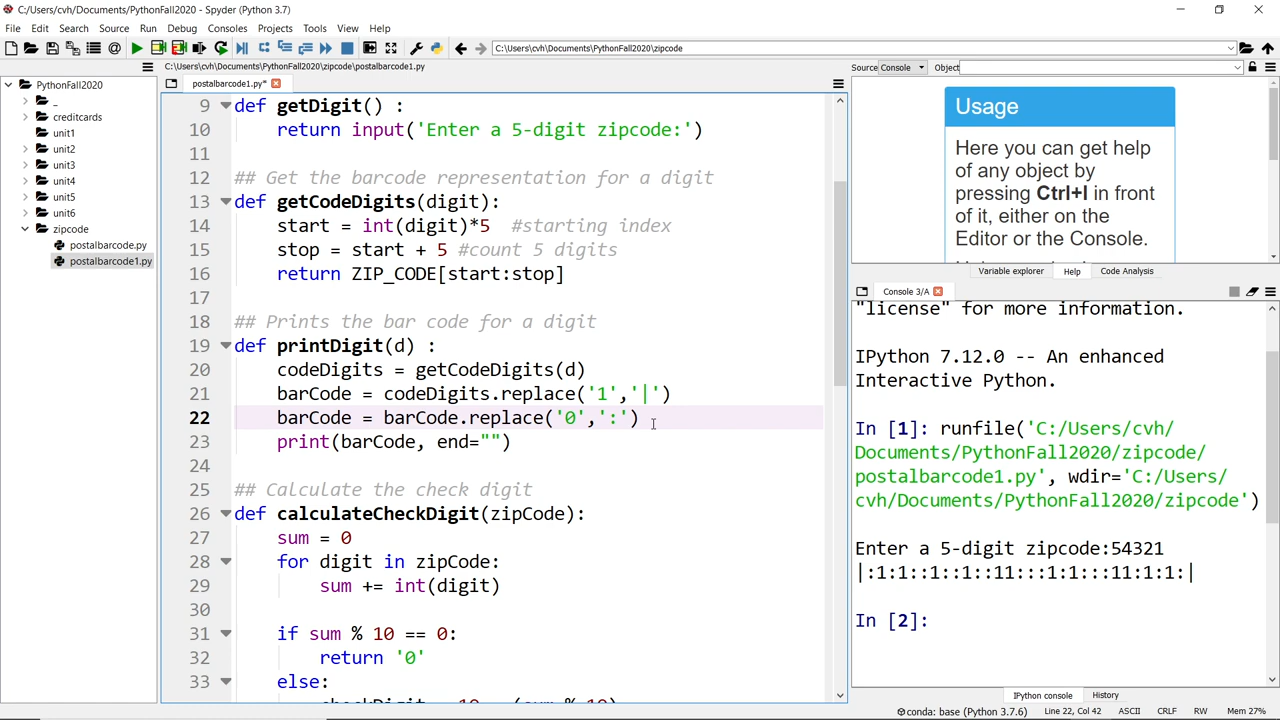 C:/Users/cvh/Documents/PythonFall2020 - Spyder (Python 3.7)
File Edit Search Source Run Debug Consoles Projects Tools View Help
C:\Users\cvh\Documents\PythonFall2020\zipcode
C:\Users\cvh\Documents\PythonFall2020\zipcode\postalbarcode1.py
PythonFall2020
_
creditcards
unit1
unit2
unit3
unit4
unit5
unit6
zipcode
postalbarcode.py
postalbarcode1.py
postalbarcode1.py*
9 def getDigit() :
10 return input('Enter a 5-digit zipcode:')
11
12 ## Get the barcode representation for a digit
13 def getCodeDigits(digit):
14 start = int(digit)*5 #starting index
15 stop = start + 5 #count 5 digits
16 return ZIP_CODE[start:stop]
17
18 ## Prints the bar code for a digit
19 def printDigit(d) :
20 codeDigits = getCodeDigits(d)
21 barCode = codeDigits.replace('1','|')
22 barCode = barCode.replace('0',':')
23 print(barCode, end="")
24
25 ## Calculate the check digit
26 def calculateCheckDigit(zipCode):
27 sum = 0
28 for digit in zipCode:
29 sum += int(digit)
30
31 if sum % 10 == 0:
32 return '0'
33 else:
Source Console Object
Usage
Here you can get help
of any object by
pressing Ctrl+I in front
of it, either on the
Editor or the Console.
Variable explorer Help Code Analysis
Console 3/A
"license" for more information.
IPython 7.12.0 -- An enhanced
Interactive Python.
In [1]: runfile('C:/Users/cvh/
Documents/PythonFall2020/zipcode/
postalbarcode1.py', wdir='C:/Users/
cvh/Documents/PythonFall2020/zipcode')
Enter a 5-digit zipcode:54321
|:1:1::1::1::11:::1:1:::11:1:1:|
In [2]:
IPython console History
conda: base (Python 3.7.6) Line 22, Col 42 ASCII CRLF RW Mem 27%